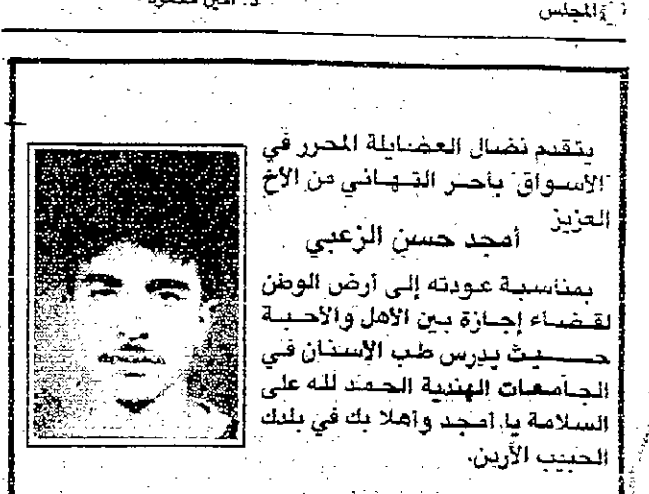 المجلس
يتقدم نضال العضايلة المحرر في
"الأسواق" بأحر التهاني من الأخ
العزيز
أمجد حسن الزعبي
بمناسبة عودته إلى أرض الوطن
لقضاء إجازة بين الأهل والأحبة
حيث يدرس طب الأسنان في
الجامعات الهندية الحمد لله على
السلامة يا أمجد وأهلا بك في بلدك
الحبيب الأردن.